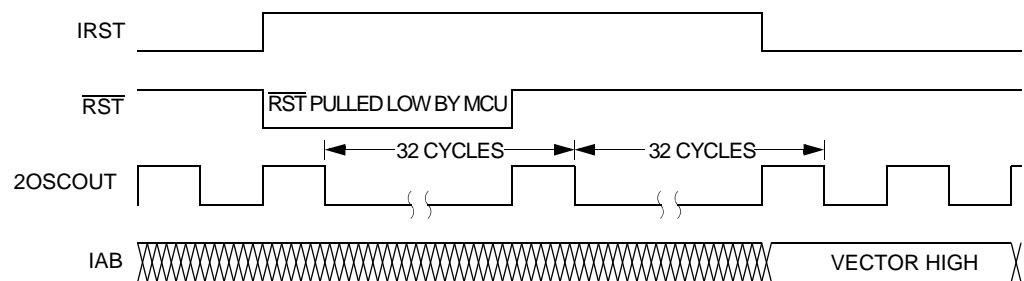 IRST
RST
RST PULLED LOW BY MCU
32 CYCLES
32 CYCLES
2OSCOUT
IAB
VECTOR HIGH